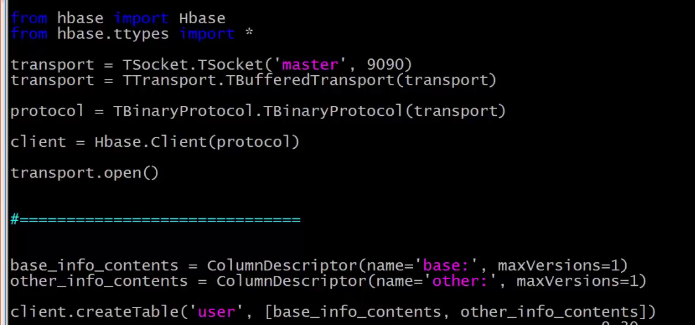 from hbase import Hbase
from hbase.ttypes import *
transport = TSocket.TSocket('master', 9090)
transport = TTransport.TBufferedTransport(transport)
protocol = TBinaryProtocol.TBinaryProtocol(transport)
client = Hbase.Client(protocol)
transport.open()
#==============================
base_info_contents = ColumnDescriptor(name='base:', maxVersions=1)
other_info_contents = ColumnDescriptor(name='other:', maxVersions=1)
client.createTable('user', [base_info_contents, other_info_contents])